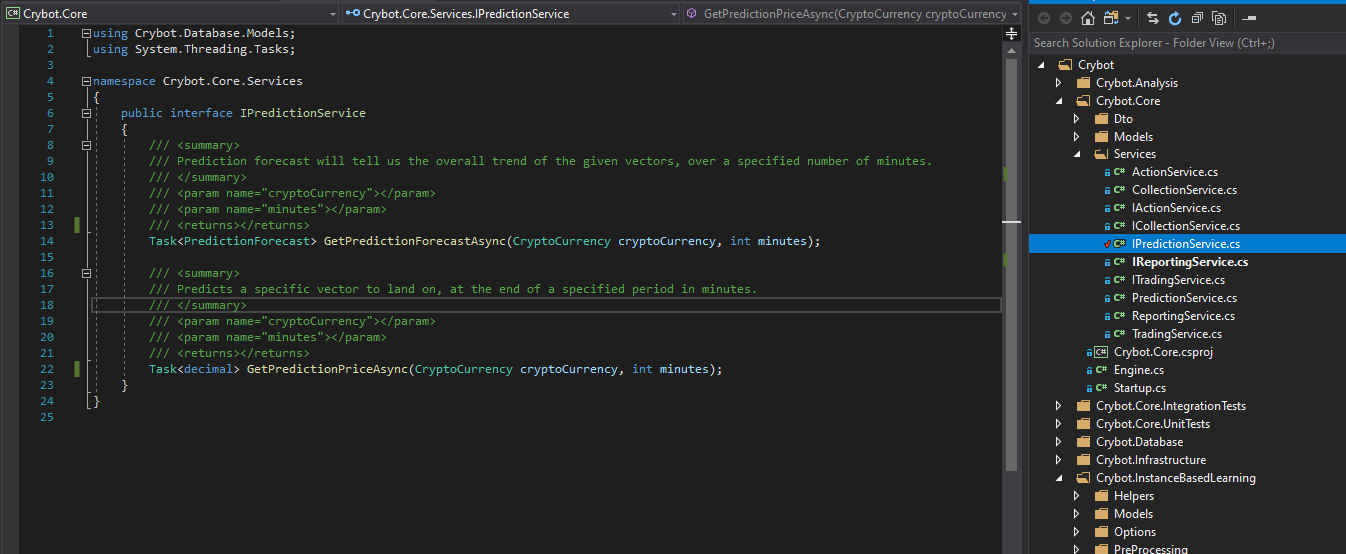 C# Crybot.Core
Crybot.Core.Services.IPredictionService
GetPredictionPriceAsync(CryptoCurrency cryptoCurrency
1 using Crybot.Database.Models;
2 using System.Threading.Tasks;
3
4 namespace Crybot.Core.Services
5 {
6 public interface IPredictionService
7 {
8 /// <summary>
9 /// Prediction forecast will tell us the overall trend of the given vectors, over a specified number of minutes.
10 /// </summary>
11 /// <param name="cryptoCurrency"></param>
12 /// <param name="minutes"></param>
13 /// <returns></returns>
14 Task<PredictionForecast> GetPredictionForecastAsync(CryptoCurrency cryptoCurrency, int minutes);
15
16 /// <summary>
17 /// Predicts a specific vector to land on, at the end of a specified period in minutes.
18 /// </summary>
19 /// <param name="cryptoCurrency"></param>
20 /// <param name="minutes"></param>
21 /// <returns></returns>
22 Task<decimal> GetPredictionPriceAsync(CryptoCurrency cryptoCurrency, int minutes);
23 }
24 }
25
Search Solution Explorer - Folder View (Ctrl+;)
Crybot
Crybot.Analysis
Crybot.Core
Dto
Models
Services
C# ActionService.cs
C# CollectionService.cs
C# IActionService.cs
C# ICollectionService.cs
C# IPredictionService.cs
C# IReportingService.cs
C# ITradingService.cs
C# PredictionService.cs
C# ReportingService.cs
C# TradingService.cs
C# Crybot.Core.csproj
C# Engine.cs
C# Startup.cs
Crybot.Core.IntegrationTests
Crybot.Core.UnitTests
Crybot.Database
Crybot.Infrastructure
Crybot.InstanceBasedLearning
Helpers
Models
Options
PreProcessing